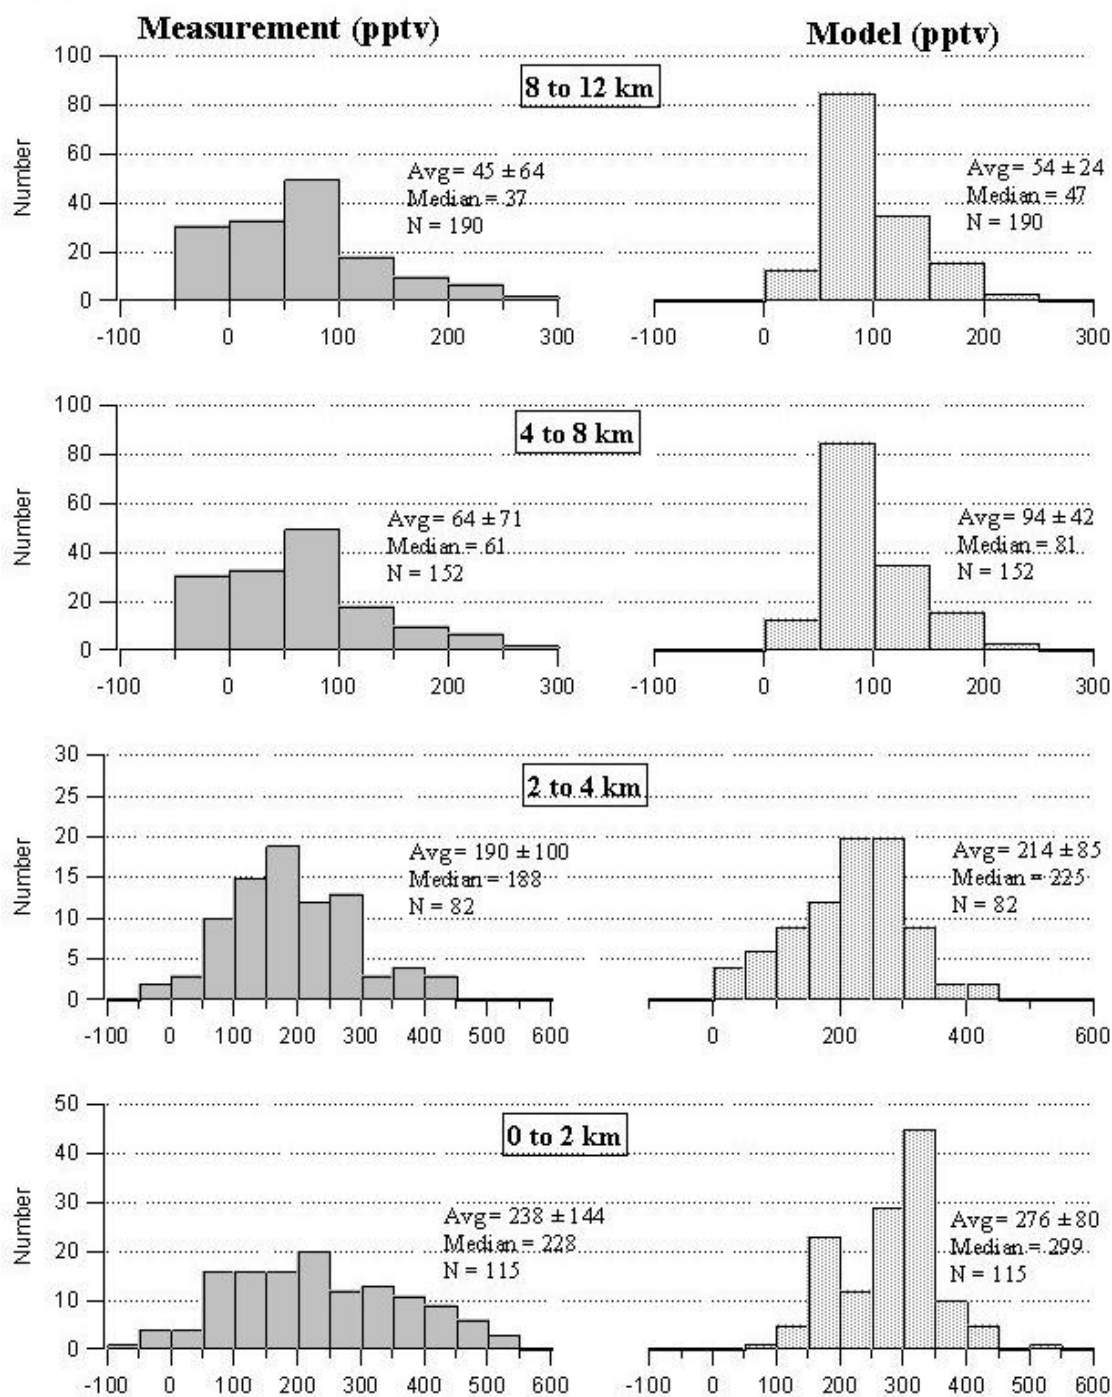 Measurement (pptv)
Model (pptv)
8 to 12 km
Number
100
80
60
40
20
0
Avg= 45 ±64
Median = 37
N = 190
-100 0 100 200 300
Avg= 54 ±24
Median = 47
N = 190
-100 0 100 200 300
4 to 8 km
Number
100
80
60
40
20
0
Avg= 64 ±71
Median = 61
N = 152
-100 0 100 200 300
Avg= 94 ±42
Median = 81
N = 152
-100 0 100 200 300
2 to 4 km
Number
30
25
20
15
10
5
0
Avg= 190 ±100
Median = 188
N = 82
-100 0 100 200 300 400 500 600
Avg= 214 ±85
Median = 225
N = 82
0 200 400 600
0 to 2 km
Number
50
40
30
20
10
0
Avg= 238 ±144
Median = 228
N = 115
-100 0 100 200 300 400 500 600
Avg= 276 ±80
Median = 299
N = 115
-100 0 100 200 300 400 500 600